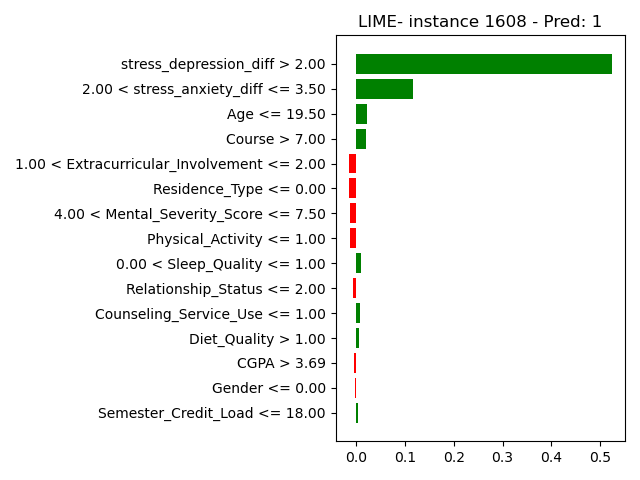 LIME- instance 1608 - Pred: 1
stress_depression_diff > 2.00
2.00 < stress_anxiety_diff <= 3.50
Age <= 19.50
Course > 7.00
1.00 < Extracurricular_Involvement <= 2.00
Residence_Type <= 0.00
4.00 < Mental_Severity_Score <= 7.50
Physical_Activity <= 1.00
0.00 < Sleep_Quality <= 1.00
Relationship_Status <= 2.00
Counseling_Service_Use <= 1.00
Diet_Quality > 1.00
CGPA > 3.69
Gender <= 0.00
Semester_Credit_Load <= 18.00
0.0 0.1 0.2 0.3 0.4 0.5